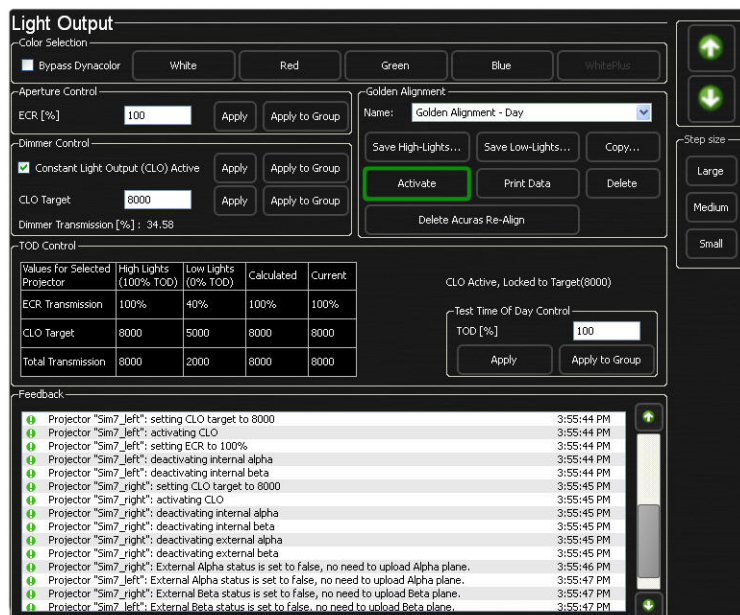 Light Output
Color Selection
Bypass Dynacolor White Red Green Blue WhitePlus
Aperture Control
ECR [%] 100 Apply Apply to Group
Dimmer Control
Constant Light Output (CLO) Active Apply Apply to Group
CLO Target 8000 Apply Apply to Group
Dimmer Transmission [%] : 34.58
Golden Alignment
Name: Golden Alignment - Day
Save High-Lights... Save Low-Lights... Copy...
Activate Print Data Delete
Delete Acuras Re-Align
Step size
Large
Medium
Small
TOD Control
Values for Selected Projector High Lights (100% TOD) Low Lights (0% TOD) Calculated Current
ECR Transmission 100% 40% 100% 100%
CLO Target 8000 5000 8000 8000
Total Transmission 8000 2000 8000 8000
CLO Active, Locked to Target(8000)
Test Time Of Day Control
TOD [%] 100
Apply Apply to Group
Feedback
Projector "Sim7_left": setting CLO target to 8000 3:55:44 PM
Projector "Sim7_left": activating CLO 3:55:44 PM
Projector "Sim7_left": setting ECR to 100% 3:55:44 PM
Projector "Sim7_left": deactivating internal alpha 3:55:44 PM
Projector "Sim7_left": deactivating internal beta 3:55:44 PM
Projector "Sim7_right": setting CLO target to 8000 3:55:45 PM
Projector "Sim7_right": activating CLO 3:55:45 PM
Projector "Sim7_right": deactivating internal alpha 3:55:45 PM
Projector "Sim7_right": deactivating internal beta 3:55:45 PM
Projector "Sim7_right": deactivating external alpha 3:55:45 PM
Projector "Sim7_right": deactivating external beta 3:55:45 PM
Projector "Sim7_right": External Alpha status is set to false, no need to upload Alpha plane. 3:55:46 PM
Projector "Sim7_left": External Alpha status is set to false, no need to upload Alpha plane. 3:55:47 PM
Projector "Sim7_right": External Beta status is set to false, no need to upload Beta plane. 3:55:47 PM
Projector "Sim7_left": External Beta status is set to false, no need to upload Beta plane. 3:55:47 PM